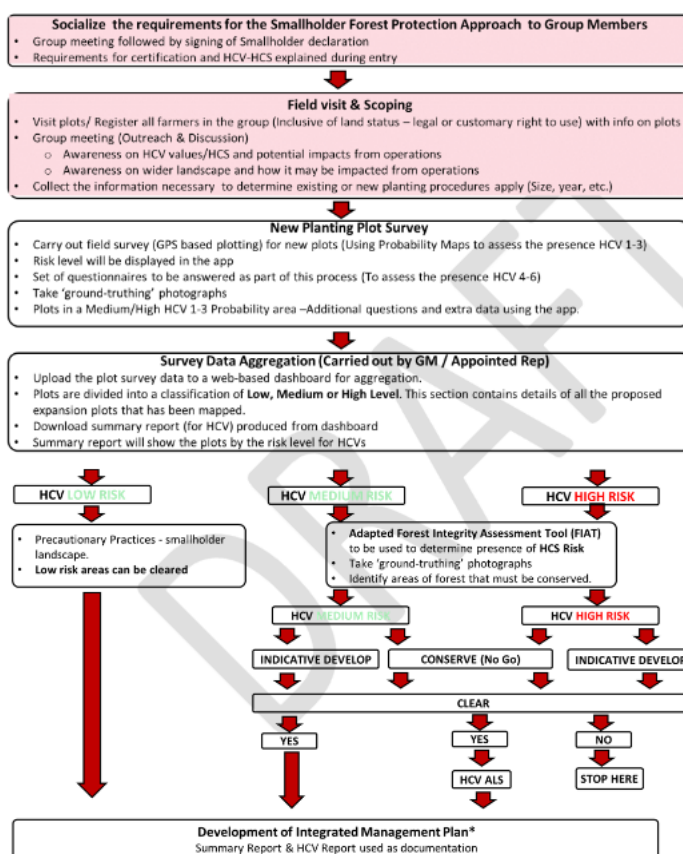 Socialize the requirements for the Smallholder Forest Protection Approach to Group Members
• Group meeting followed by signing of Smallholder declaration
• Requirements for certification and HCV-HCS explained during entry
Field visit & Scoping
• Visit plots/ Register all farmers in the group (Inclusive of land status – legal or customary right to use) with info on plots
• Group meeting (Outreach & Discussion)
o Awareness on HCV values/HCS and potential impacts from operations
o Awareness on wider landscape and how it may be impacted from operations
• Collect the information necessary to determine existing or new planting procedures apply (Size, year, etc.)
New Planting Plot Survey
• Carry out field survey (GPS based plotting) for new plots (Using Probability Maps to assess the presence HCV 1-3)
• Risk level will be displayed in the app
• Set of questionnaires to be answered as part of this process (To assess the presence HCV 4-6)
• Take ‘ground-truthing’ photographs
• Plots in a Medium/High HCV 1-3 Probability area –Additional questions and extra data using the app.
Survey Data Aggregation (Carried out by GM / Appointed Rep)
• Upload the plot survey data to a web-based dashboard for aggregation.
• Plots are divided into a classification of Low, Medium or High Level. This section contains details of all the proposed
expansion plots that has been mapped.
• Download summary report (for HCV) produced from dashboard
• Summary report will show the plots by the risk level for HCVs
HCV LOW RISK
HCV MEDIUM RISK
HCV HIGH RISK
• Precautionary Practices - smallholder
landscape.
• Low risk areas can be cleared
• Adapted Forest Integrity Assessment Tool (FIAT)
to be used to determine presence of HCS Risk
• Take ‘ground-truthing’ photographs
• Identify areas of forest that must be conserved.
HCV MEDIUM RISK
HCV HIGH RISK
INDICATIVE DEVELOP
CONSERVE (No Go)
INDICATIVE DEVELOP
CLEAR
YES
YES
NO
HCV ALS
STOP HERE
Development of Integrated Management Plan*
Summary Report & HCV Report used as documentation
DRAFT